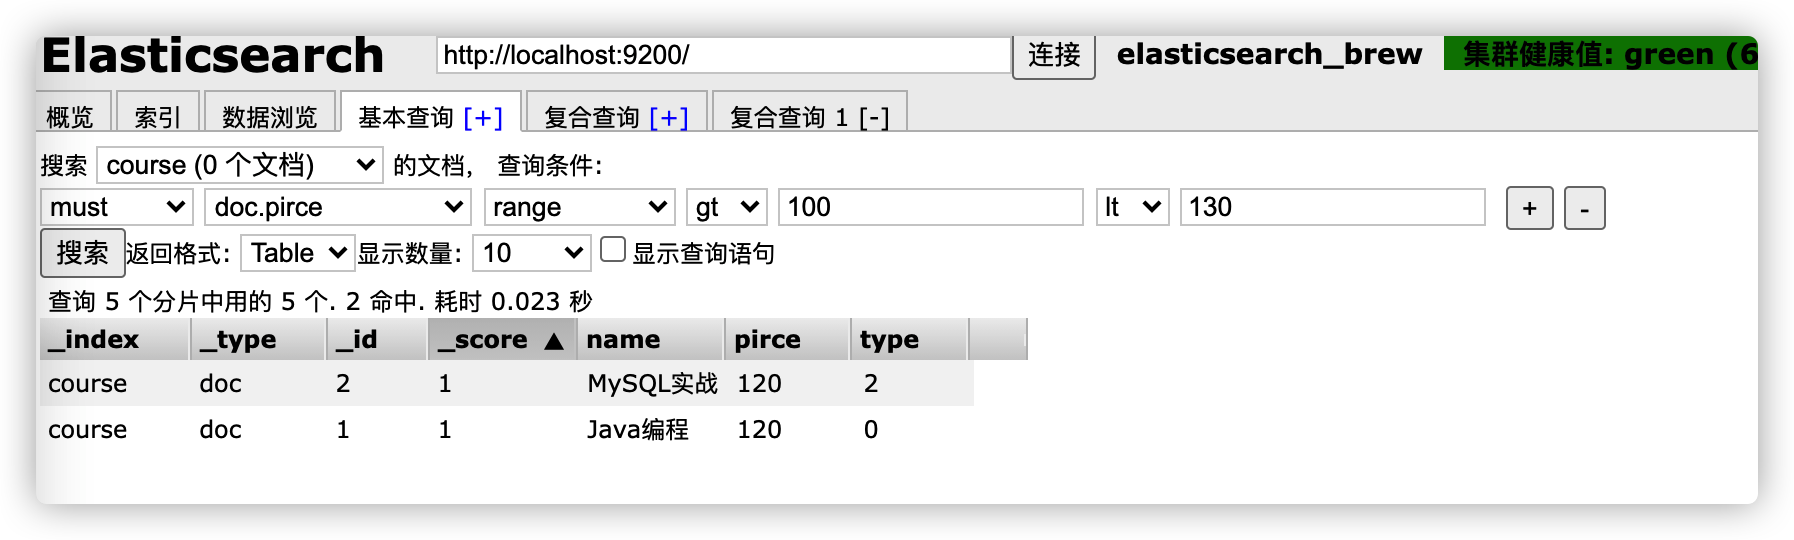 Elasticsearch http://localhost:9200/ 连接 elasticsearch_brew 集群健康值: green (6
概览 索引 数据浏览 基本查询 [+] 复合查询 [+] 复合查询 1 [-]
搜索 course (0 个文档) 的文档, 查询条件:
must doc.pirce range gt 100 lt 130 + -
搜索 返回格式: Table 显示数量: 10 显示查询语句
查询 5 个分片中用的 5 个. 2 命中. 耗时 0.023 秒
_index _type _id _score ▲ name pirce type
course doc 2 1 MySQL实战 120 2
course doc 1 1 Java编程 120 0